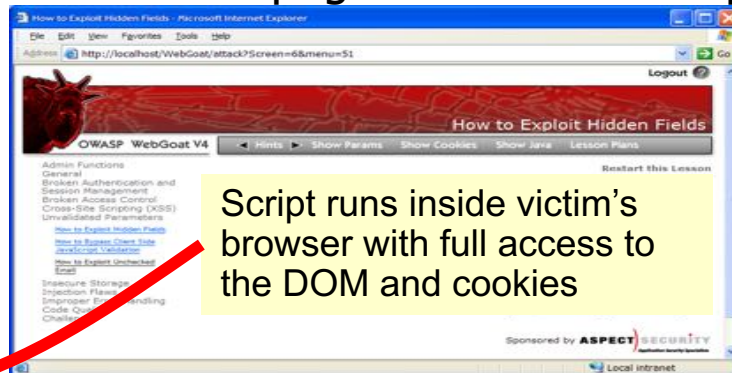 How to Exploit Hidden Fields - Microsoft Internet Explorer
File Edit View Favorites Tools Help
Address http://localhost/WebGoat/attack?Screen=6&menu=51 Go
Logout ?
How to Exploit Hidden Fields
OWASP WebGoat V4 Hints Show Params Show Cookies Show Java Lesson Plans
Restart this Lesson
Admin Functions
General
Broken Authentication and
Session Management
Broken Access Control
Cross-Site Scripting (XSS)
Unvalidated Parameters
How to Exploit Hidden Fields
How to Bypass Client Side
JavaScript Validation
How to Exploit Unchecked
Email
Insecure Storage
Injection Flaws
Improper Error Handling
Code
Script runs inside victim's
browser with full access to
the DOM and cookies
Sponsored by ASPECT SECURITY
Application Security Specialists
Local intranet